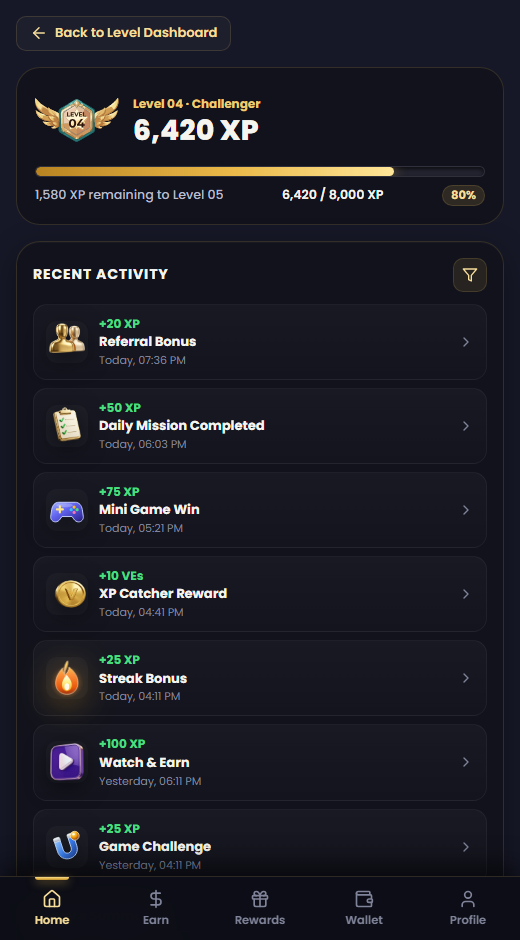 Back to Level Dashboard
LEVEL
04
Level 04 · Challenger
6,420 XP
1,580 XP remaining to Level 05
6,420 / 8,000 XP
80%
RECENT ACTIVITY
+20 XP
Referral Bonus
Today, 07:36 PM
+50 XP
Daily Mission Completed
Today, 06:03 PM
+75 XP
Mini Game Win
Today, 05:21 PM
+10 VEs
XP Catcher Reward
Today, 04:41 PM
+25 XP
Streak Bonus
Today, 04:11 PM
+100 XP
Watch & Earn
Yesterday, 06:11 PM
+25 XP
Game Challenge
Yesterday, 04:11 PM
Home
Earn
Rewards
Wallet
Profile